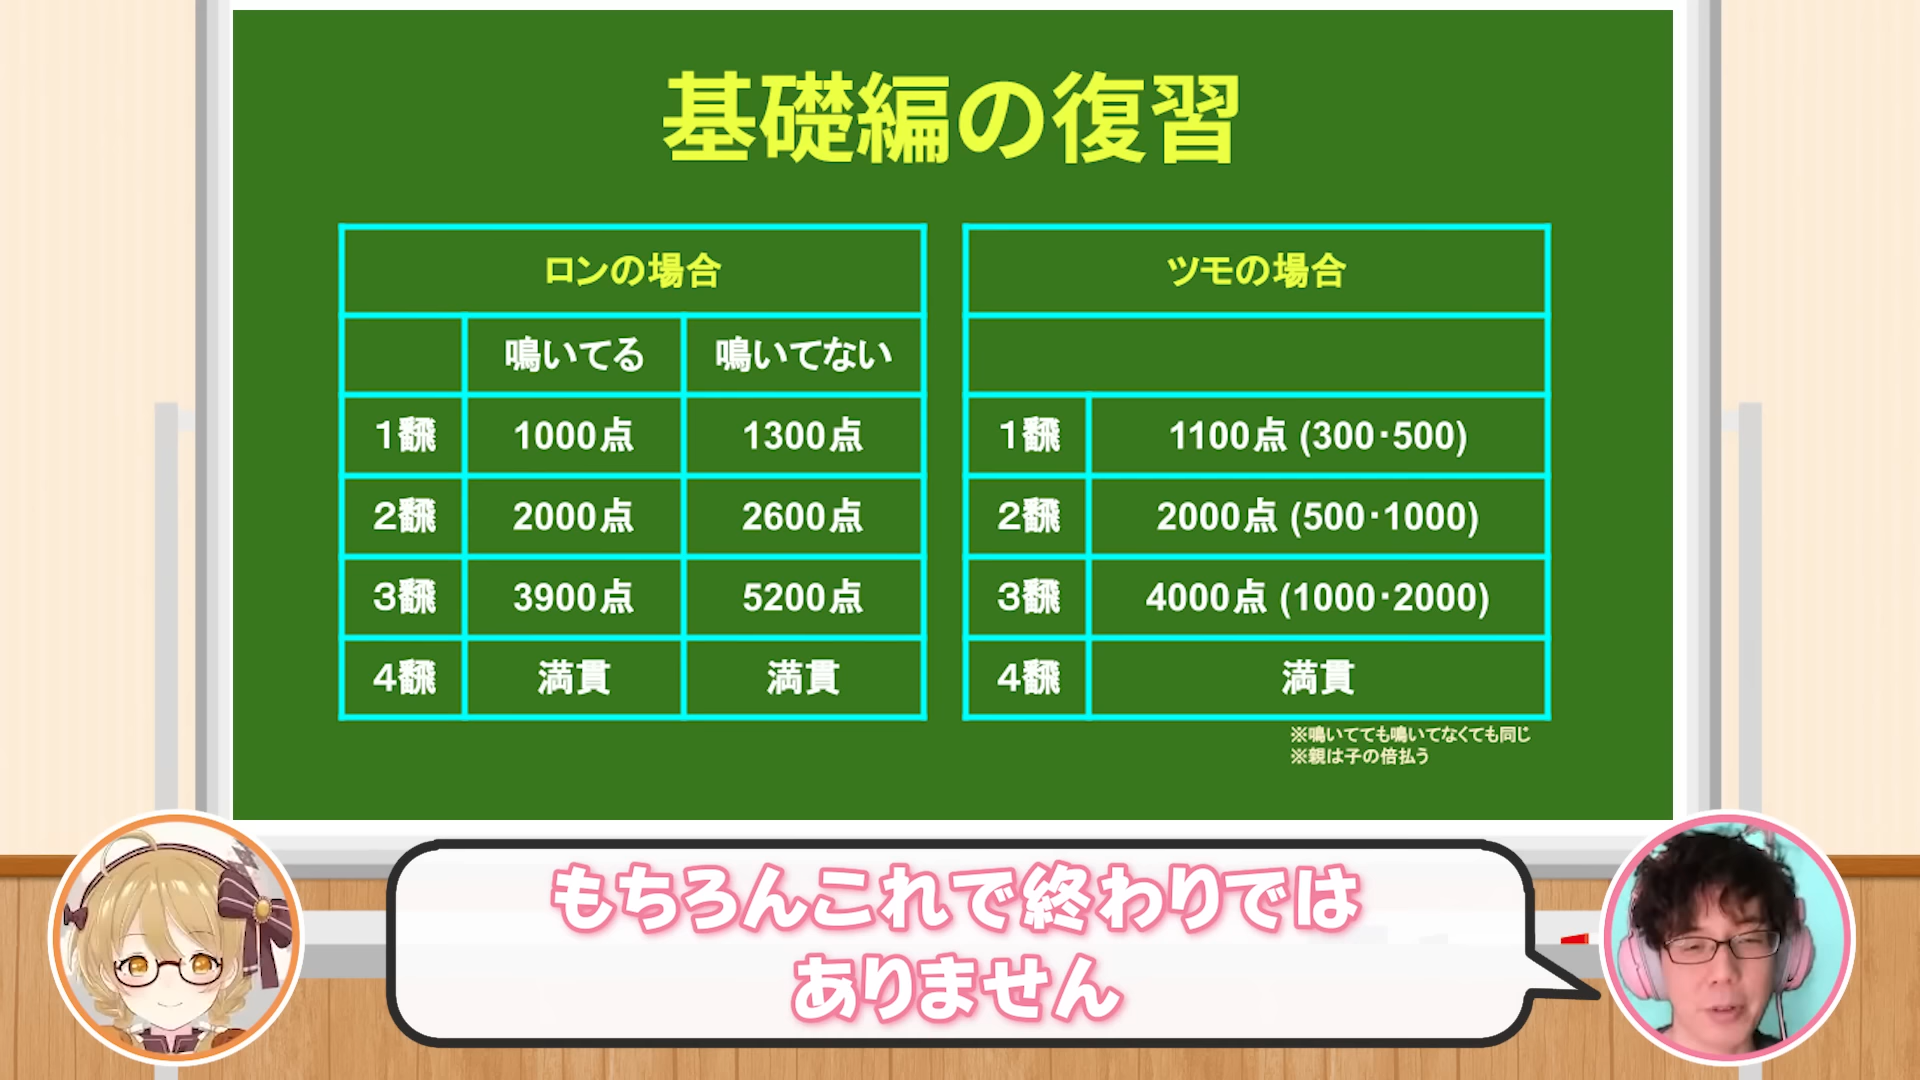 基礎編の復習
ロンの場合
鳴いてる 鳴いてない
1翻 1000点 1300点
2翻 2000点 2600点
3翻 3900点 5200点
4翻 満貫 満貫
ツモの場合
1翻 1100点 (300･500)
2翻 2000点 (500･1000)
3翻 4000点 (1000･2000)
4翻 満貫
※鳴いてても鳴いてなくても同じ
※親は子の倍払う
もちろんこれで終わりでは
ありません